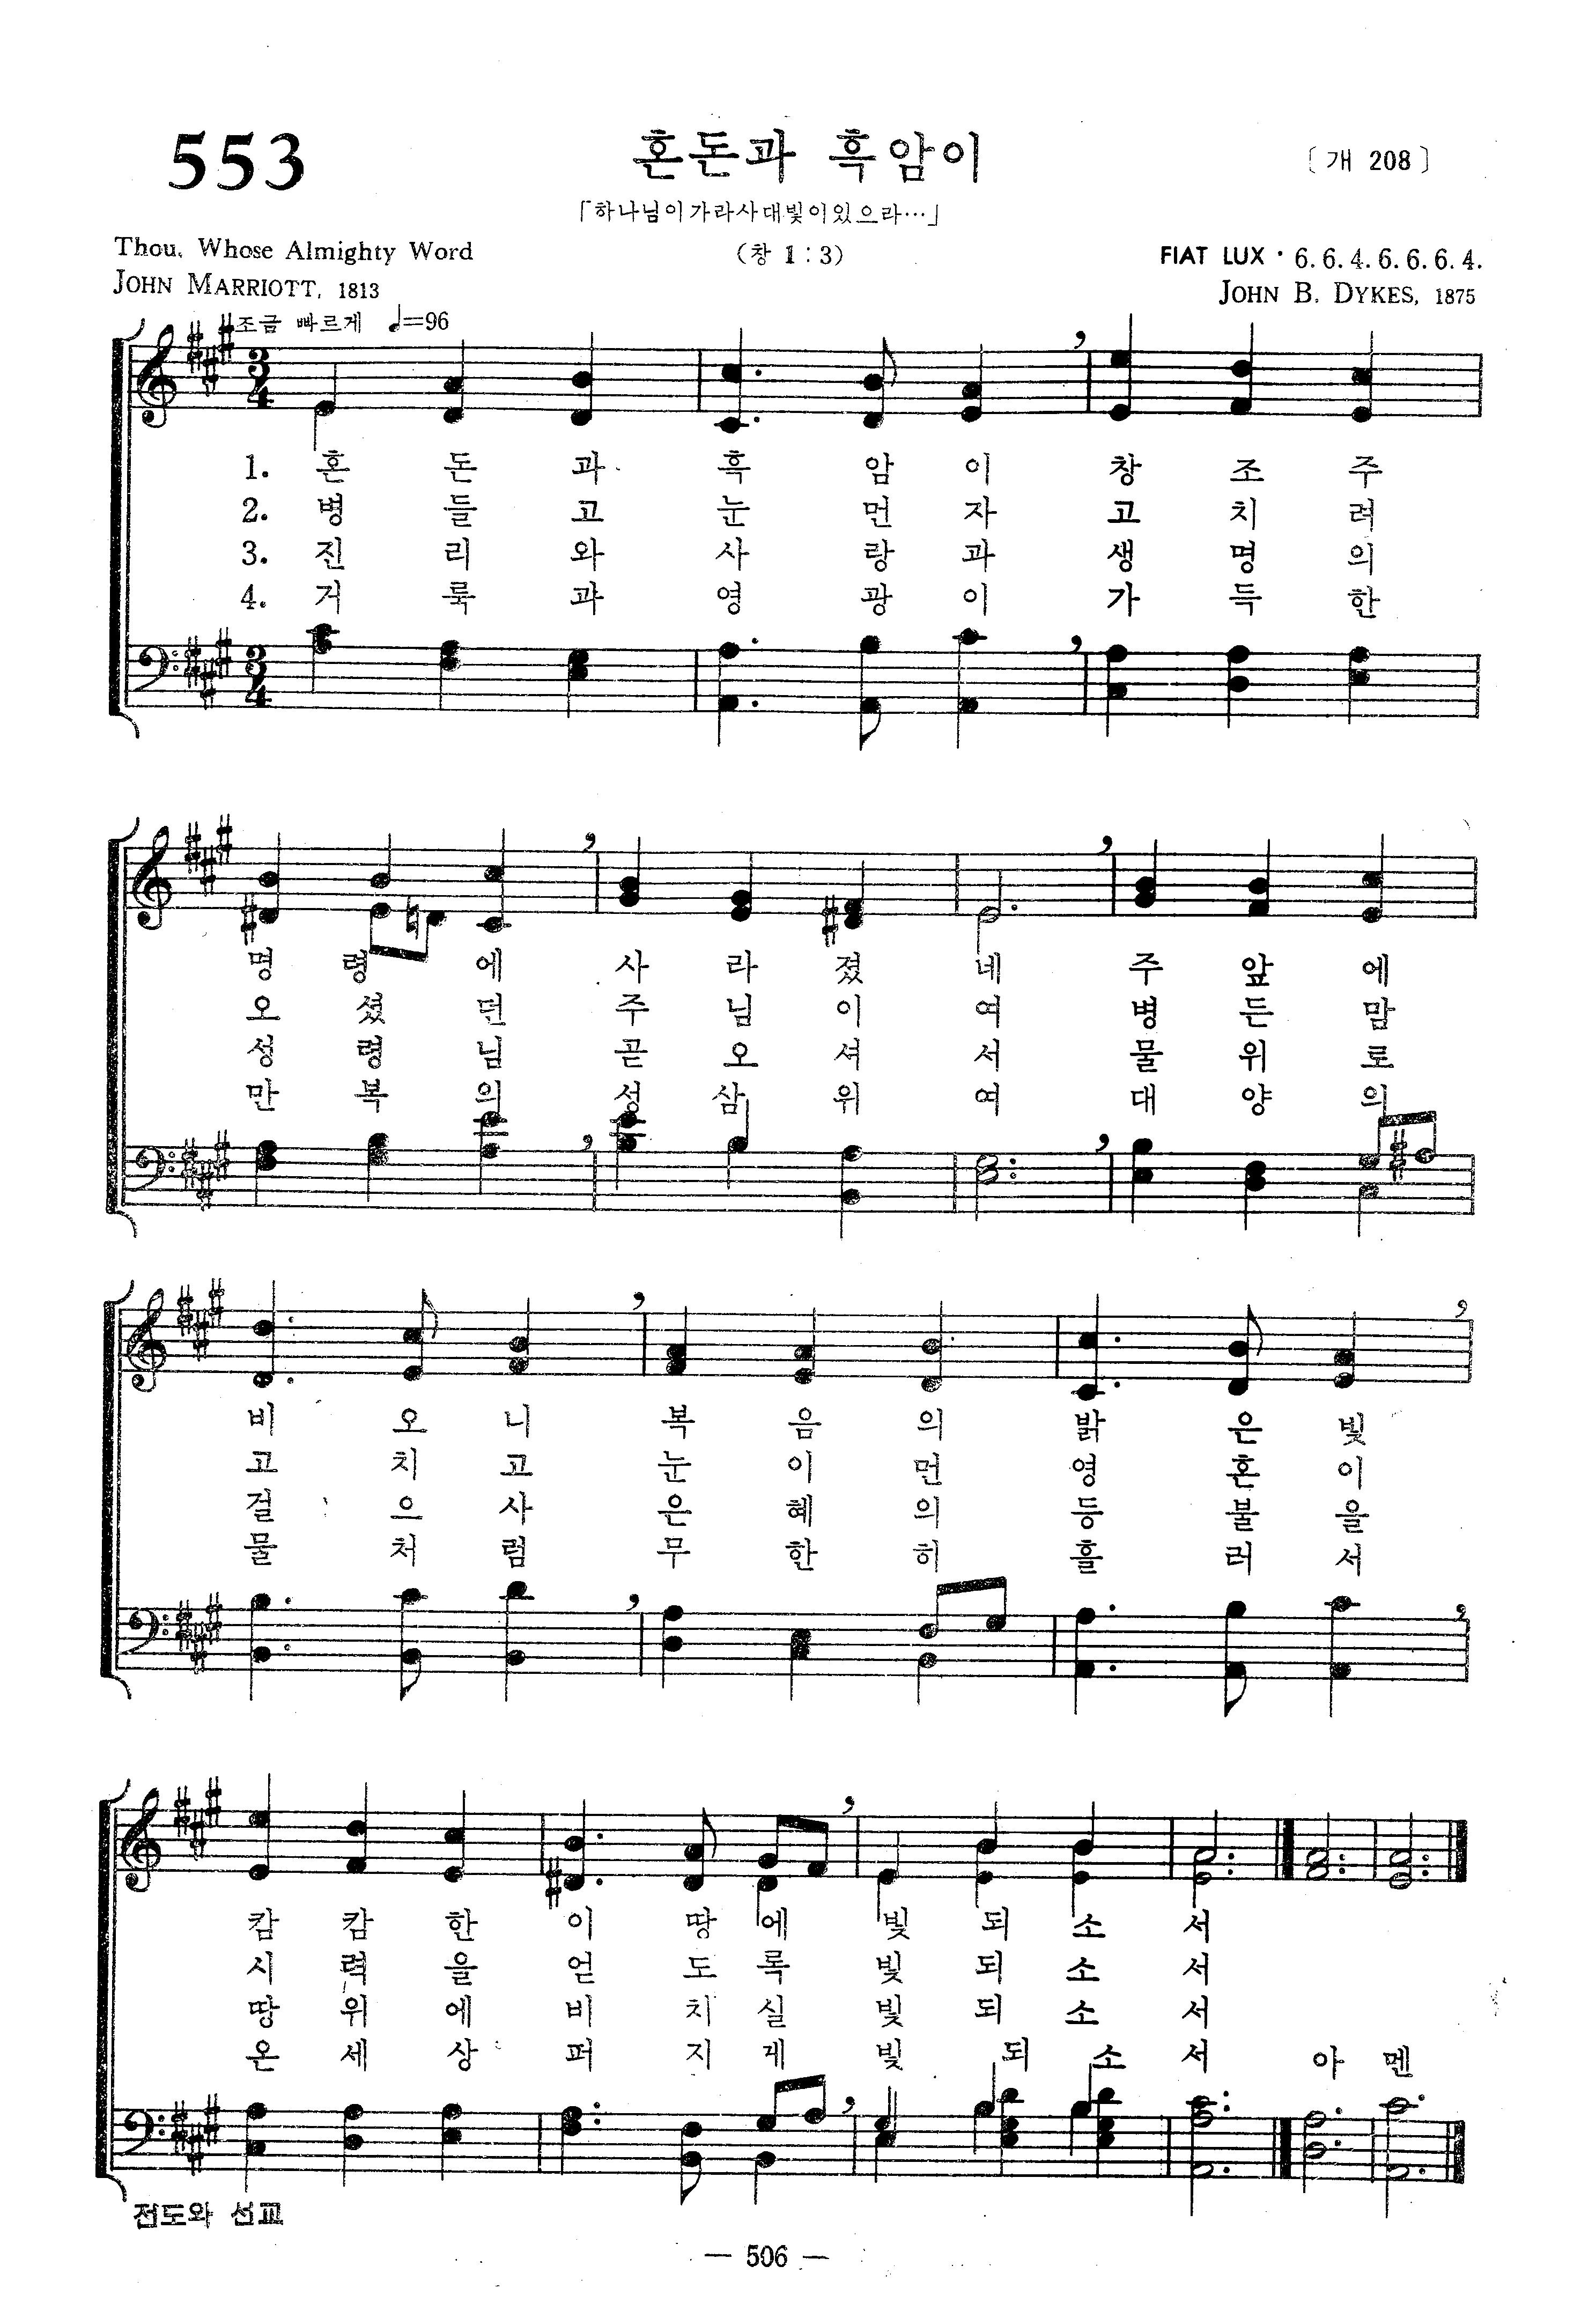 553
혼돈과 흑암이
〔개 208〕
「하나님이가라사대빛이있으라…」
(창 1 : 3)
Thou, Whose Almighty Word
JOHN MARRIOTT, 1813
FIAT LUX · 6. 6. 4. 6. 6. 6. 4.
JOHN B. DYKES, 1875
조금 빠르게 ♩=96
1. 혼 돈 과 흑 암 이 창 조 주
2. 병 들 고 눈 먼 자 고 치 려
3. 진 리 와 사 랑 과 생 명 의
4. 거 룩 과 영 광 이 가 득 한
명 령 에 사 라 졌 네 주 앞 에
오 셨 던 주 님 이 여 병 든 맘
성 령 님 곧 오 셔 서 물 위 로
만 복 의 성 삼 위 여 대 양 의
비 오 니 복 음 의 밝 은 빛
고 치 고 눈 이 먼 영 혼 이
걸 으 사 은 혜 의 등 불 을
물 처 럼 무 한 히 흘 러 서
캄 캄 한 이 땅 에 빛 되 소 서
시 력 을 얻 도 록 빛 되 소 서
땅 위 에 비 치 실 빛 되 소 서
온 세 상 퍼 지 게 빛 되 소 서 아 멘
전도와 선교
— 506 —